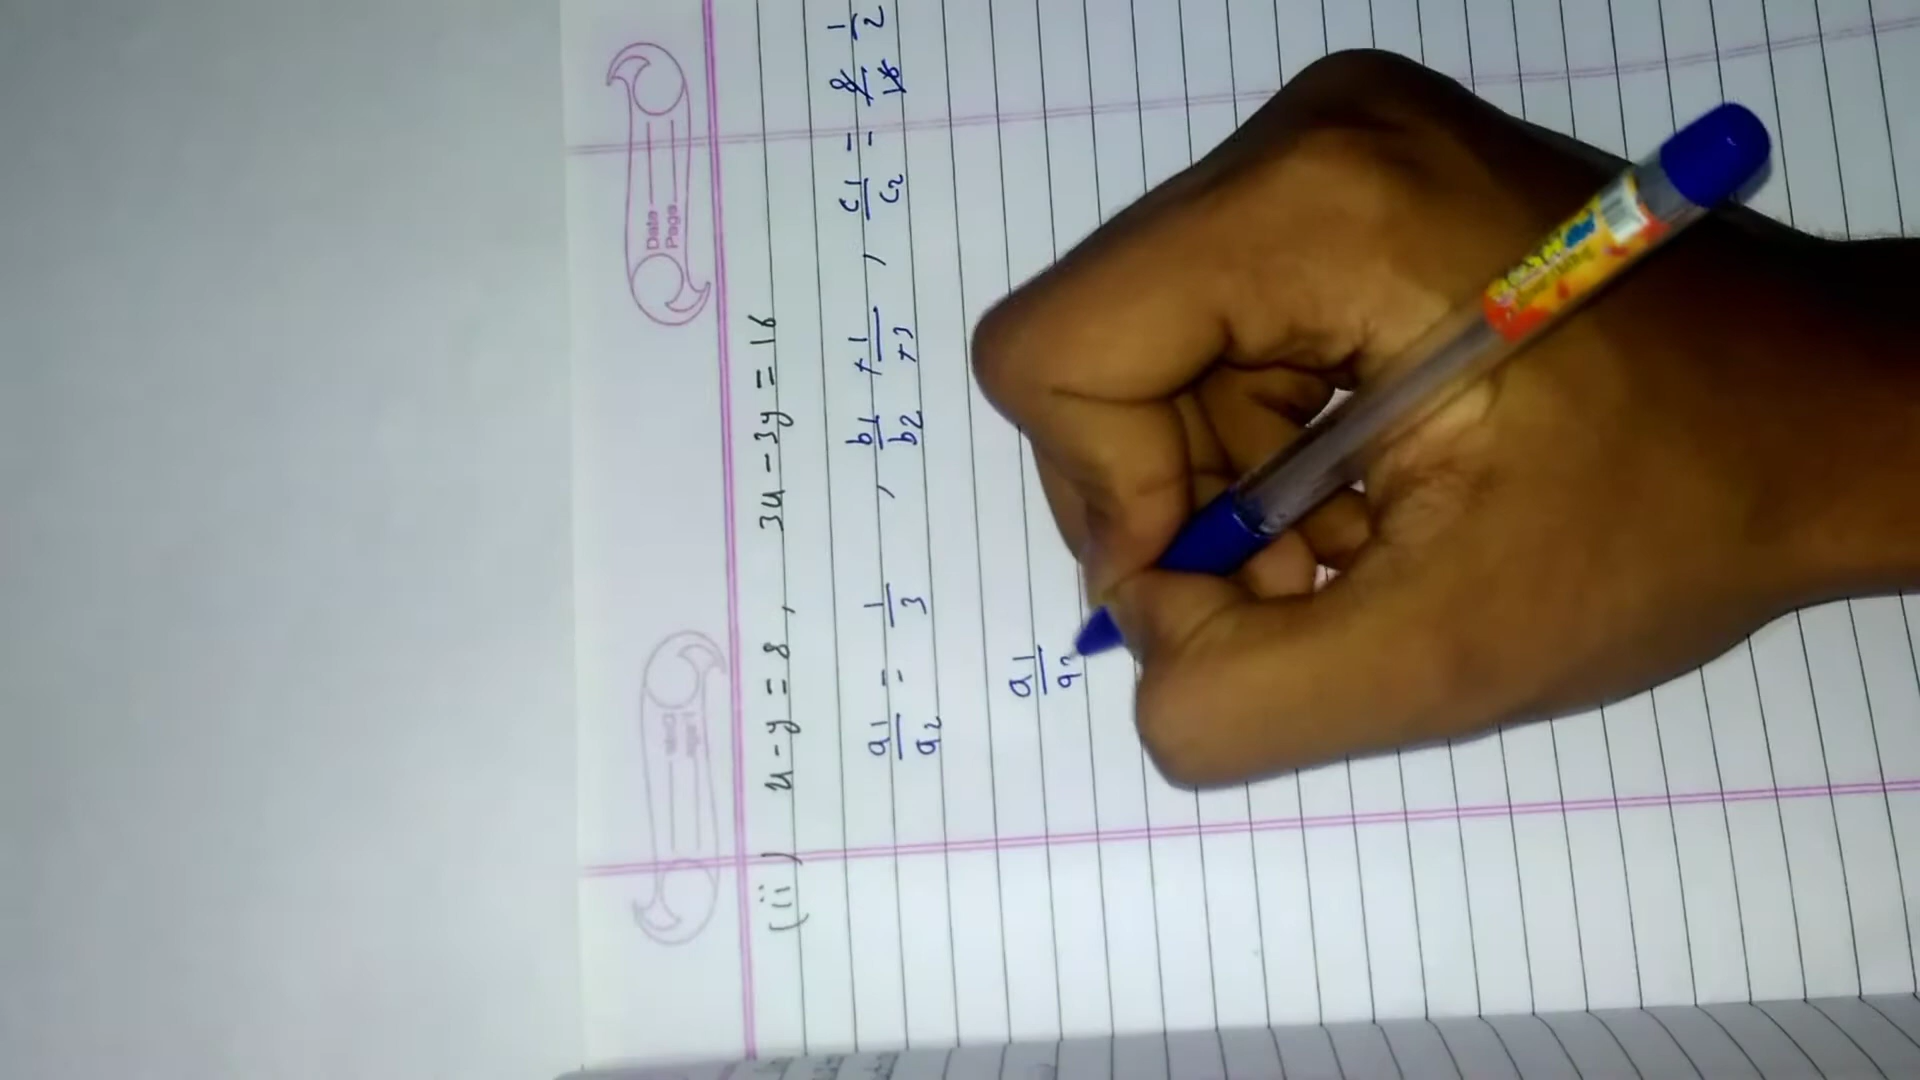 Date
Page
(ii) x - y = 8, 3x - 3y = 16
a1/a2 = 1/3, b1/b2 +1/+3, c1/c2 = 8/16 1/2
a1/a2